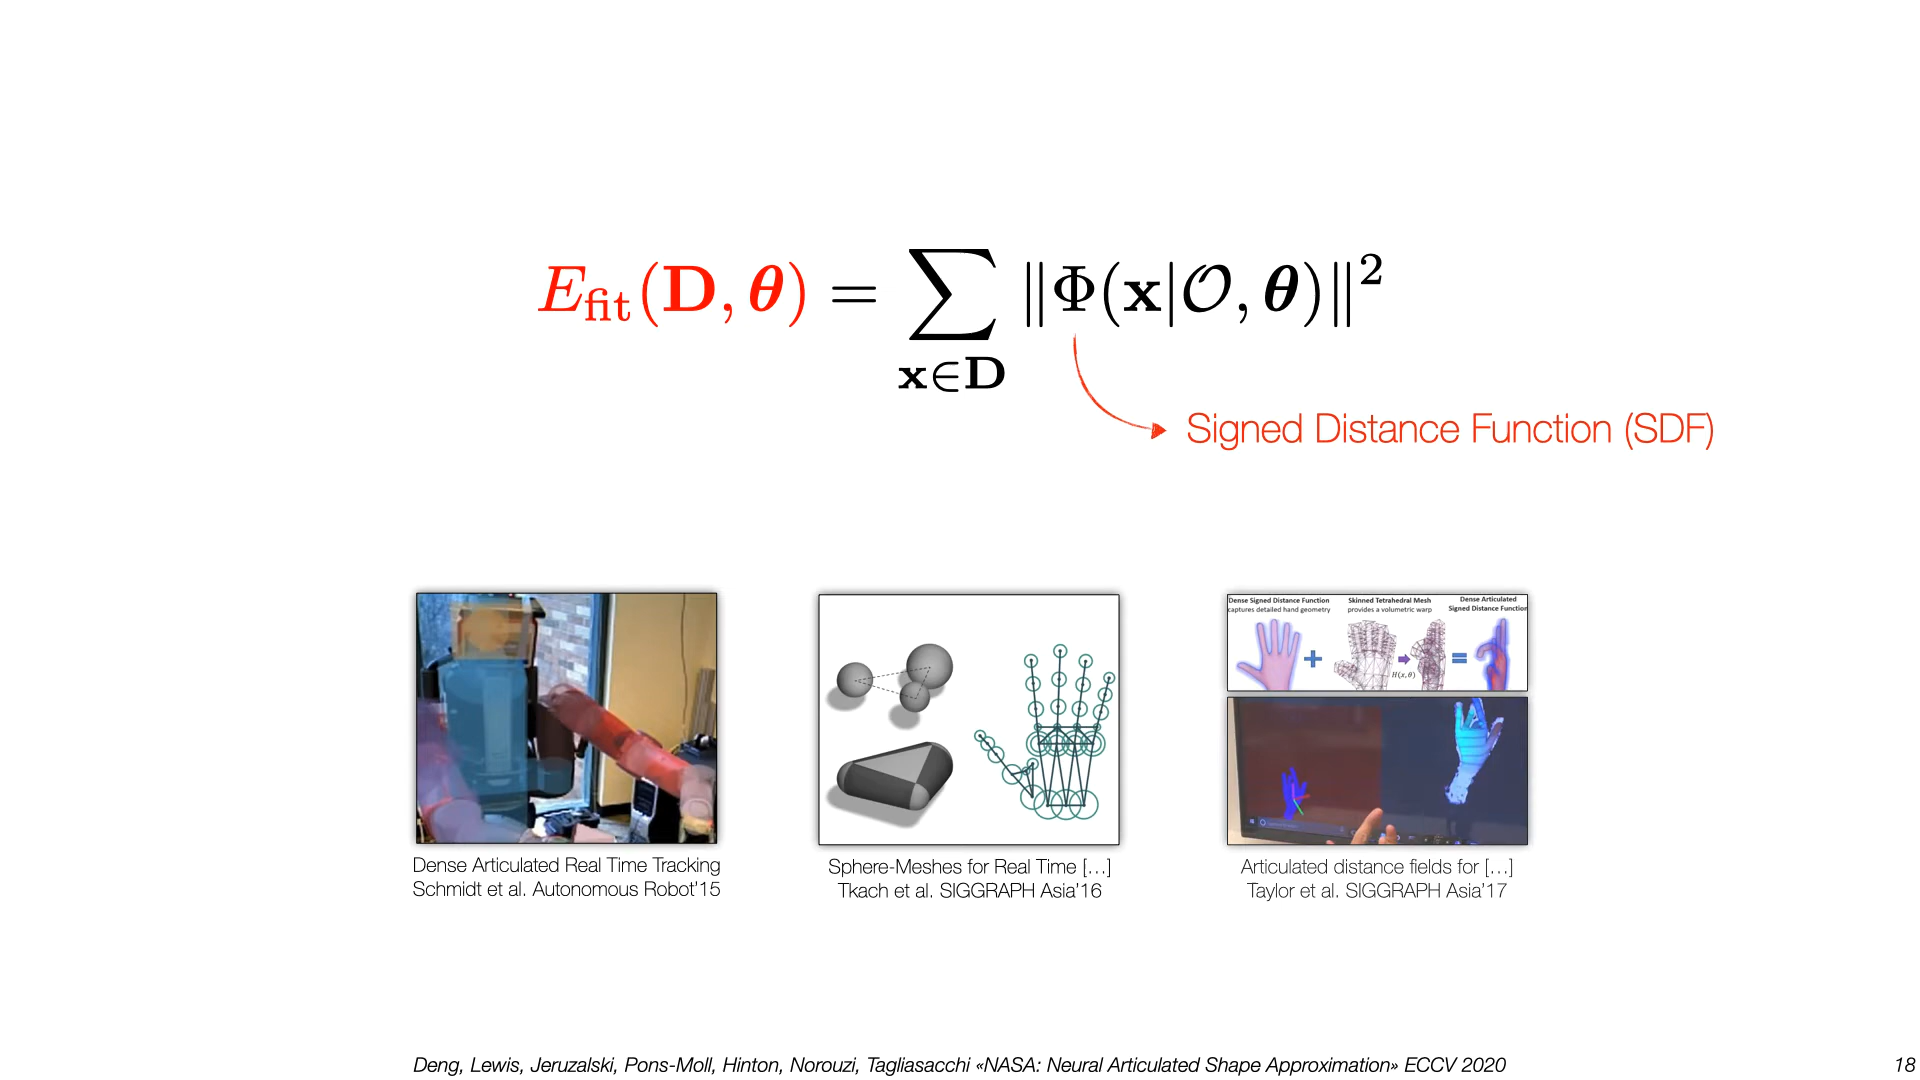 E_fit(D, θ) = ∑ ‖Φ(x|O, θ)‖²
x∈D
Signed Distance Function (SDF)
Dense Signed Distance Function
captures detailed hand geometry
Skinned Tetrahedral Mesh
provides a volumetric warp
Dense Articulated
Signed Distance Function
+
H(x,θ)
=
Dense Articulated Real Time Tracking
Schmidt et al. Autonomous Robot’15
Sphere-Meshes for Real Time […]
Tkach et al. SIGGRAPH Asia’16
Articulated distance fields for […]
Taylor et al. SIGGRAPH Asia’17
Deng, Lewis, Jeruzalski, Pons-Moll, Hinton, Norouzi, Tagliasacchi «NASA: Neural Articulated Shape Approximation» ECCV 2020
18